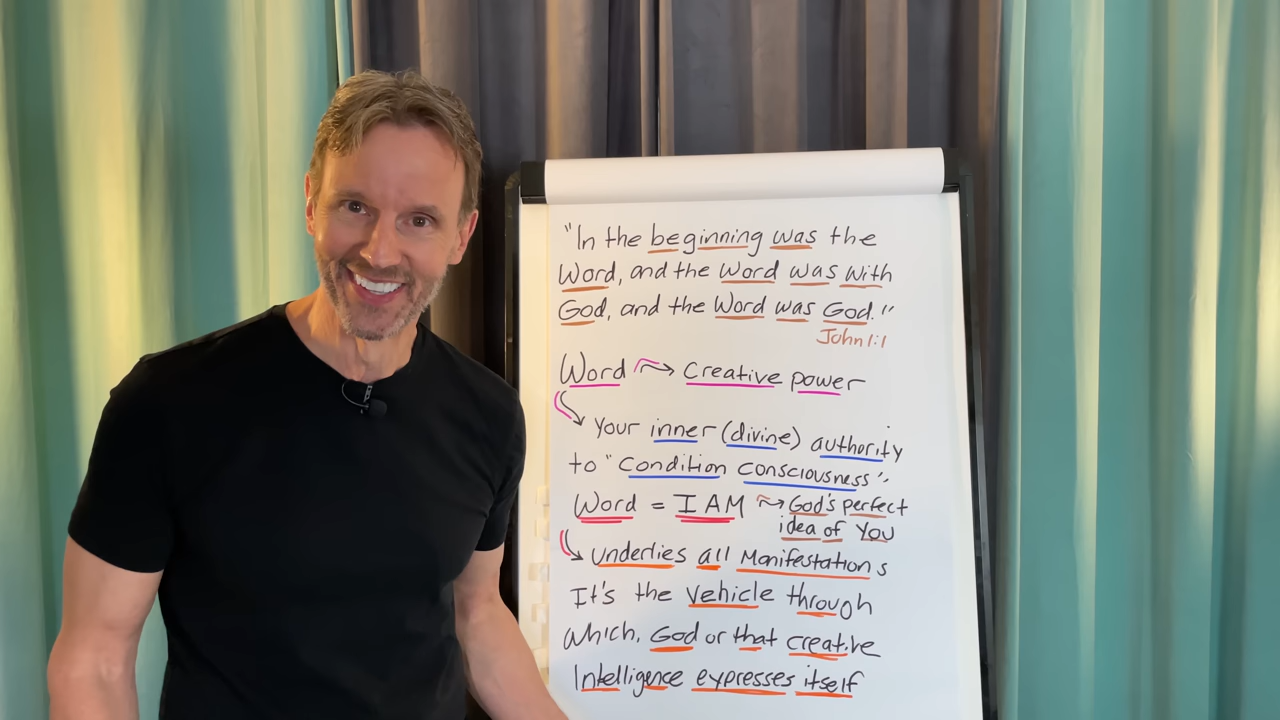 "In the beginning was the
Word, and the Word was with
God, and the Word was God."
John 1:1
Word → Creative power
↘ Your inner (divine) authority
to "condition consciousness".
Word = I AM → God's perfect
idea of You
↘ Underlies all Manifestations
It's the vehicle through
which, God or that creative
Intelligence expresses itself